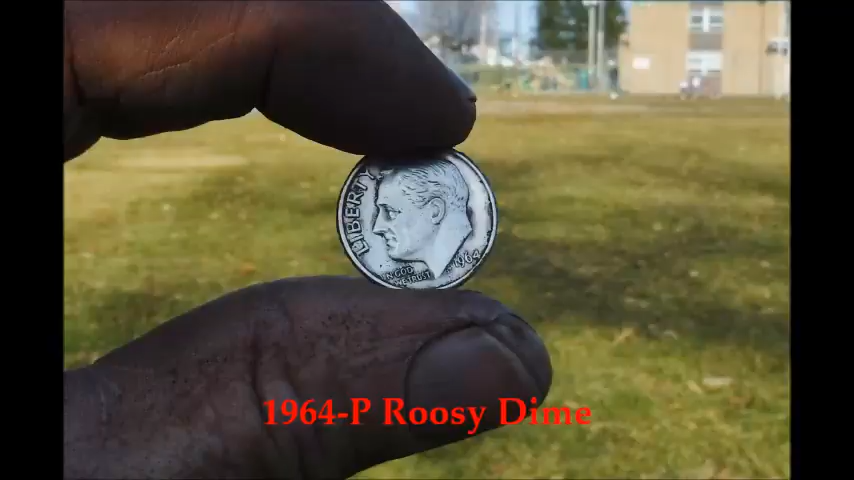 LIBERTY
IN GOD
WE TRUST
1964
1964-P Roosy Dime